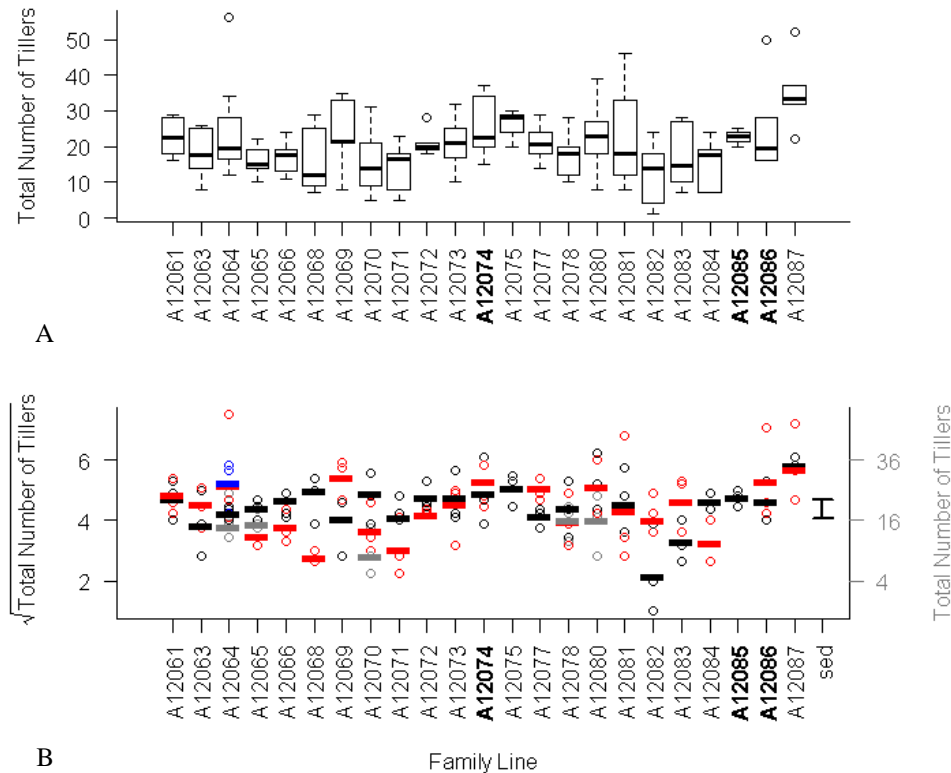 Total Number of Tillers
50
40
30
20
10
0
A12061 A12063 A12064 A12065 A12066 A12068 A12069 A12070 A12071 A12072 A12073 A12074 A12075 A12077 A12078 A12080 A12081 A12082 A12083 A12084 A12085 A12086 A12087
A
√Total Number of Tillers
6
4
2
36
16
4
Total Number of Tillers
A12061 A12063 A12064 A12065 A12066 A12068 A12069 A12070 A12071 A12072 A12073 A12074 A12075 A12077 A12078 A12080 A12081 A12082 A12083 A12084 A12085 A12086 A12087 sed
B
Family Line